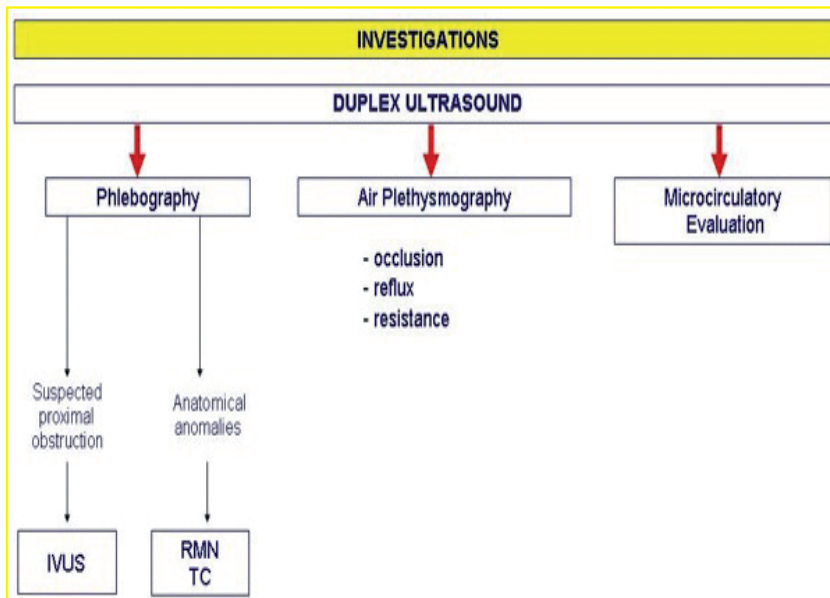 INVESTIGATIONS
DUPLEX ULTRASOUND
Phlebography
Air Plethysmography
Microcirculatory
Evaluation
- occlusion
- reflux
- resistance
Suspected
proximal
obstruction
Anatomical
anomalies
IVUS
RMN
TC